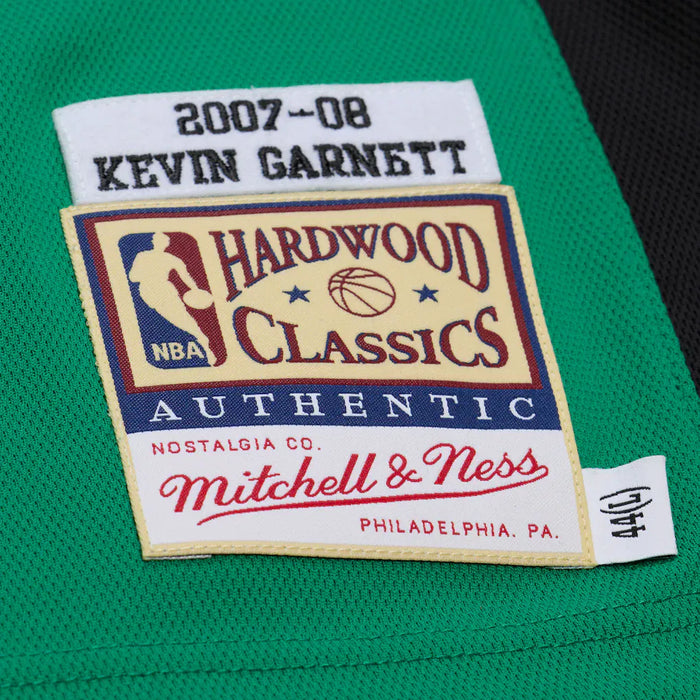 2007-08
KEVIN GARNETT
HARDWOOD
CLASSICS
NBA
AUTHENTIC
NOSTALGIA CO.
Mitchell & Ness
PHILADELPHIA, PA.
44(L)